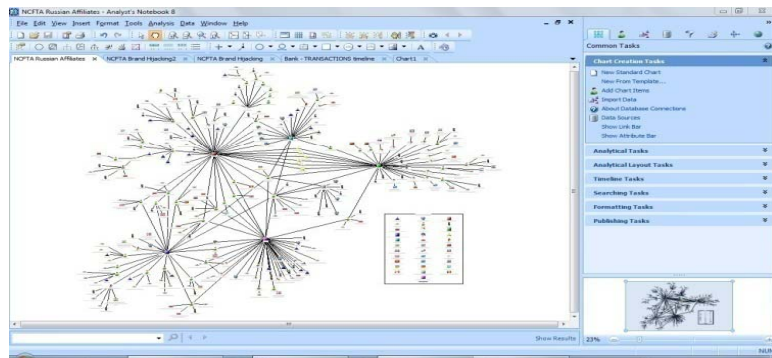 NCFTA Russian Affiliates - Analyst's Notebook 8
File Edit View Insert Format Tools Analysis Data Window Help
NCFTA Russian Affiliates NCFTA Brand Hijacking2 NCFTA Brand Hijacking Bank - TRANSACTIONS timeline Chart1
Common Tasks
Chart Creation Tasks
New Standard Chart
New From Template...
Add Chart Items
Import Data
About Database Connections
Data Sources
Show Link Bar
Show Attribute Bar
Analytical Tasks
Analytical Layout Tasks
Timeline Tasks
Searching Tasks
Formatting Tasks
Publishing Tasks
Show Results
23%
NUM